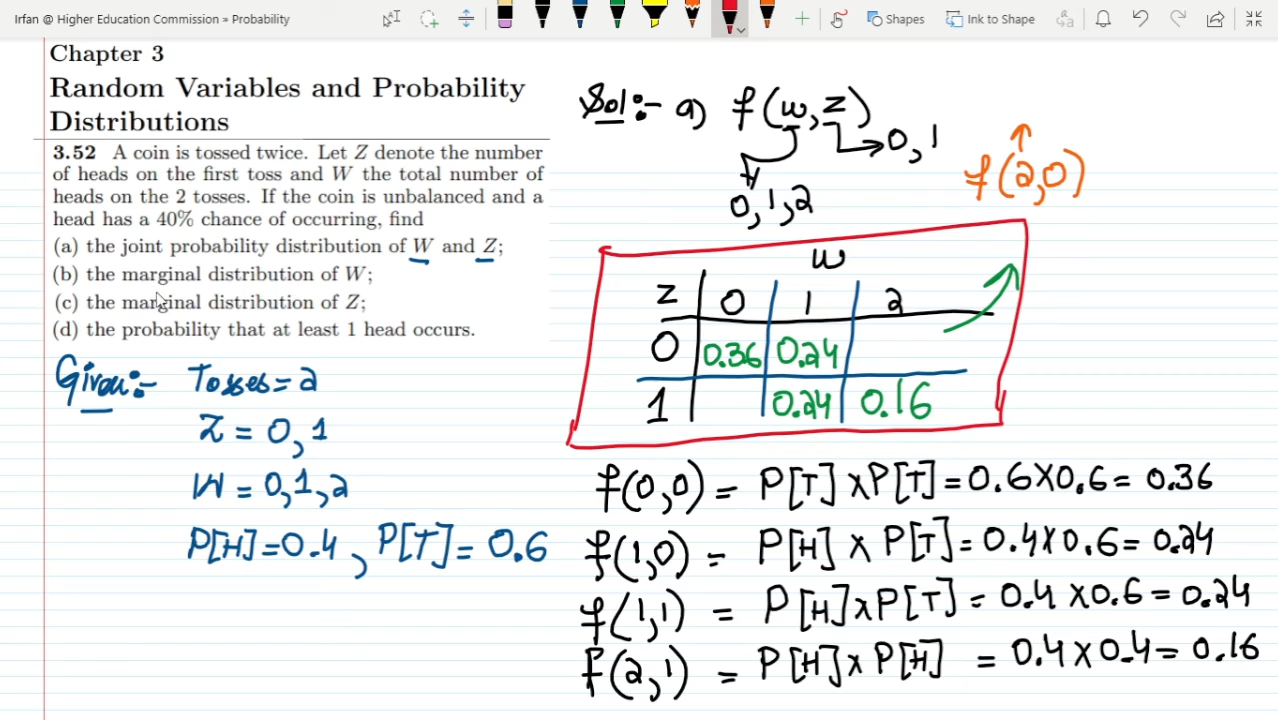 Irfan @ Higher Education Commission » Probability
Shapes
Ink to Shape
Chapter 3
Random Variables and Probability
Distributions
3.52 A coin is tossed twice. Let Z denote the number
of heads on the first toss and W the total number of
heads on the 2 tosses. If the coin is unbalanced and a
head has a 40% chance of occurring, find
(a) the joint probability distribution of W and Z;
(b) the marginal distribution of W;
(c) the marginal distribution of Z;
(d) the probability that at least 1 head occurs.
Given:- Tosses = 2
Z = 0, 1
W = 0, 1, 2
P[H] = 0.4 , P[T] = 0.6
Sol:- a) f(w,z)
0, 1
0, 1, 2
f(2,0)
w
z 0 1 2
0 0.36 0.24
1 0.24 0.16
f(0,0) = P[T] x P[T] = 0.6 x 0.6 = 0.36
f(1,0) = P[H] x P[T] = 0.4 x 0.6 = 0.24
f(1,1) = P[H] x P[T] = 0.4 x 0.6 = 0.24
f(2,1) = P[H] x P[H] = 0.4 x 0.4 = 0.16